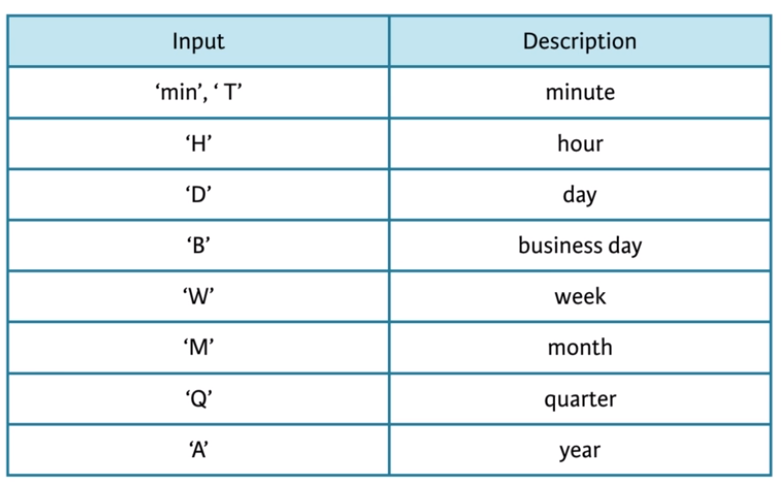 Input Description
‘min’, ‘ T’ minute
‘H’ hour
‘D’ day
‘B’ business day
‘W’ week
‘M’ month
‘Q’ quarter
‘A’ year